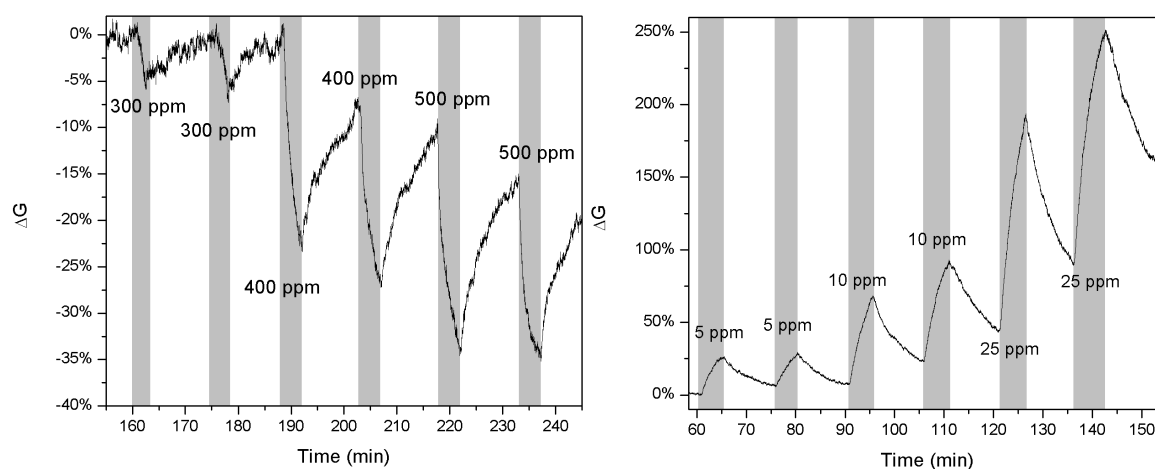 0%
-5%
-10%
-15%
-20%
-25%
-30%
-35%
-40%
ΔG
300 ppm
300 ppm
400 ppm
400 ppm
500 ppm
500 ppm
160 170 180 190 200 210 220 230 240
Time (min)
250%
200%
150%
100%
50%
0%
ΔG
5 ppm
5 ppm
10 ppm
10 ppm
25 ppm
25 ppm
60 70 80 90 100 110 120 130 140 150
Time (min)